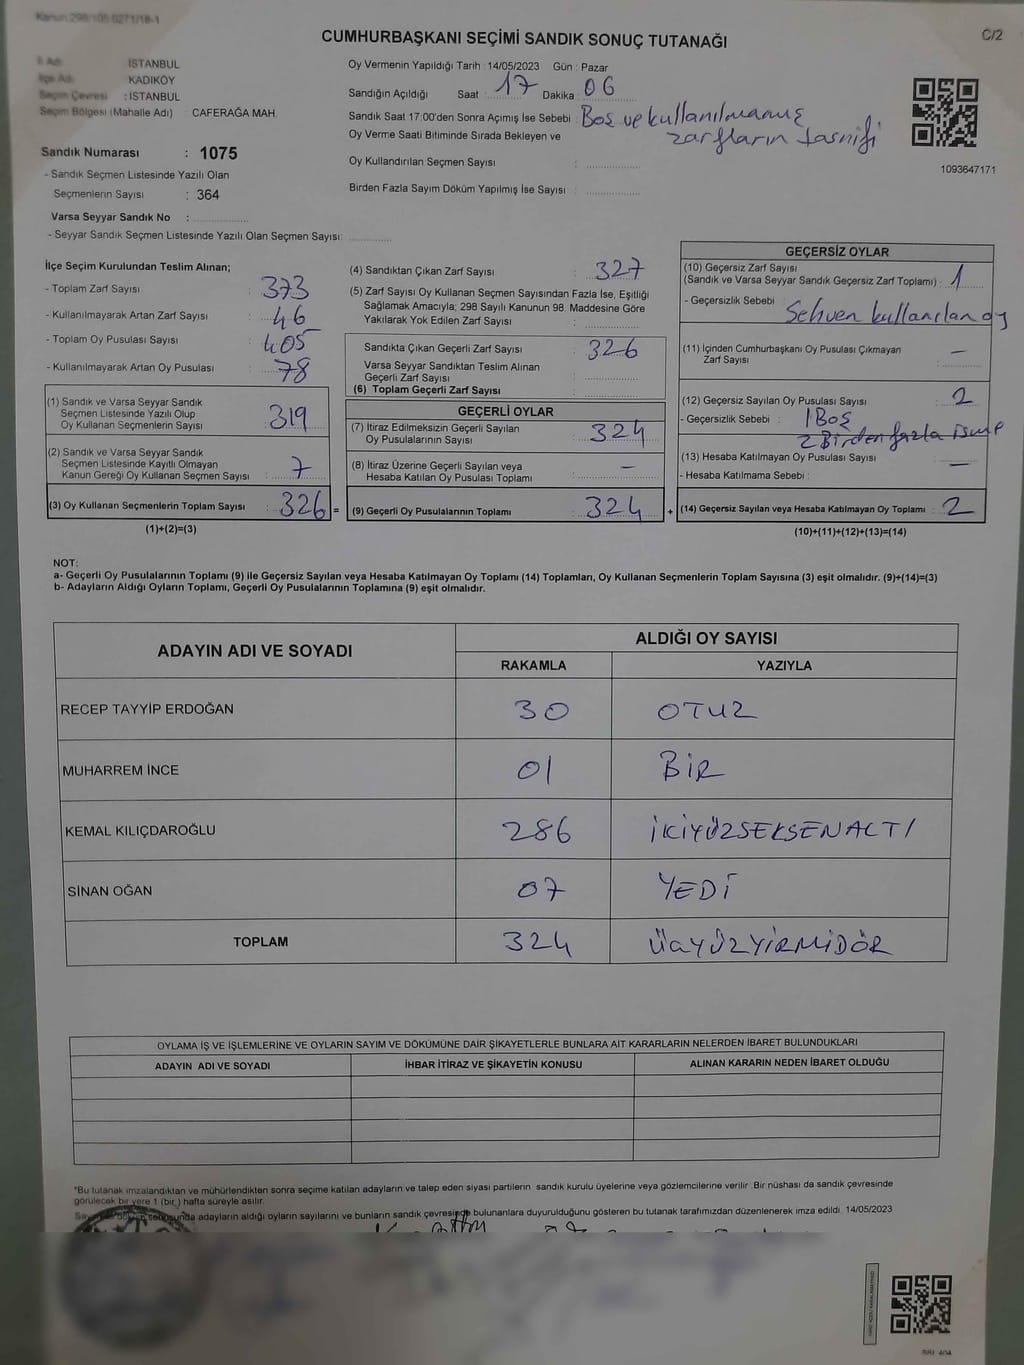 Kanun:298/105.0271/18-1
C/2
CUMHURBAŞKANI SEÇİMİ SANDIK SONUÇ TUTANAĞI
İl Adı : İSTANBUL
İlçe Adı : KADIKÖY
Seçim Çevresi : İSTANBUL
Seçim Bölgesi (Mahalle Adı) : CAFERAĞA MAH.
Sandık Numarası : 1075
- Sandık Seçmen Listesinde Yazılı Olan
Seçmenlerin Sayısı : 364
Varsa Seyyar Sandık No :
- Seyyar Sandık Seçmen Listesinde Yazılı Olan Seçmen Sayısı:
Oy Vermenin Yapıldığı Tarih : 14/05/2023 Gün : Pazar
Sandığın Açıldığı Saat : 17 Dakika : 06
Sandık Saat 17:00'den Sonra Açımış İse Sebebi : Boş ve kullanılmamış
Oy Verme Saati Bitiminde Sırada Bekleyen ve zarfların tasnifi
Oy Kullandırılan Seçmen Sayısı :
Birden Fazla Sayım Döküm Yapılmış İse Sayısı :
1093647171
İlçe Seçim Kurulundan Teslim Alınan;
- Toplam Zarf Sayısı : 373
- Kullanılmayarak Artan Zarf Sayısı : 46
- Toplam Oy Pusulası Sayısı : 405
- Kullanılmayarak Artan Oy Pusulası : 78
(1) Sandık ve Varsa Seyyar Sandık
Seçmen Listesinde Yazılı Olup
Oy Kullanan Seçmenlerin Sayısı : 319
(2) Sandık ve Varsa Seyyar Sandık
Seçmen Listesinde Kayıtlı Olmayan
Kanun Gereği Oy Kullanan Seçmen Sayısı : 7
(3) Oy Kullanan Seçmenlerin Toplam Sayısı : 326 =
(1)+(2)=(3)
(4) Sandıktan Çıkan Zarf Sayısı : 327
(5) Zarf Sayısı Oy Kullanan Seçmen Sayısından Fazla İse, Eşitliği
Sağlamak Amacıyla; 298 Sayılı Kanunun 98. Maddesine Göre
Yakılarak Yok Edilen Zarf Sayısı :
Sandıkta Çıkan Geçerli Zarf Sayısı : 326
Varsa Seyyar Sandıktan Teslim Alınan
Geçerli Zarf Sayısı :
(6) Toplam Geçerli Zarf Sayısı :
GEÇERLİ OYLAR
(7) İtiraz Edilmeksizin Geçerli Sayılan
Oy Pusulalarının Sayısı : 324
(8) İtiraz Üzerine Geçerli Sayılan veya
Hesaba Katılan Oy Pusulası Toplamı : –
(9) Geçerli Oy Pusulalarının Toplamı : 324 +
GEÇERSİZ OYLAR
(10) Geçersiz Zarf Sayısı
(Sandık ve Varsa Seyyar Sandık Geçersiz Zarf Toplamı) : 1
- Geçersizlik Sebebi : Sehven kullanılan oy
(11) İçinden Cumhurbaşkanı Oy Pusulası Çıkmayan
Zarf Sayısı : –
(12) Geçersiz Sayılan Oy Pusulası Sayısı : 2
- Geçersizlik Sebebi : 1 Boş
2 Birden fazla isme
(13) Hesaba Katılmayan Oy Pusulası Sayısı : –
- Hesaba Katılmama Sebebi :
(14) Geçersiz Sayılan veya Hesaba Katılmayan Oy Toplamı : 2
(10)+(11)+(12)+(13)=(14)
NOT:
a- Geçerli Oy Pusulalarının Toplamı (9) ile Geçersiz Sayılan veya Hesaba Katılmayan Oy Toplamı (14) Toplamları, Oy Kullanan Seçmenlerin Toplam Sayısına (3) eşit olmalıdır. (9)+(14)=(3)
b- Adayların Aldığı Oyların Toplamı, Geçerli Oy Pusulalarının Toplamına (9) eşit olmalıdır.
ADAYIN ADI VE SOYADI
ALDIĞI OY SAYISI
RAKAMLA YAZIYLA
RECEP TAYYİP ERDOĞAN 30 OTUZ
MUHARREM İNCE 01 BİR
KEMAL KILIÇDAROĞLU 286 İKİYÜZSEKSENALTI
SİNAN OĞAN 07 YEDİ
TOPLAM 324 ÜÇYÜZYİRMİDÖR
OYLAMA İŞ VE İŞLEMLERİNE VE OYLARIN SAYIM VE DÖKÜMÜNE DAİR ŞİKAYETLERLE BUNLARA AİT KARARLARIN NELERDEN İBARET BULUNDUKLARI
ADAYIN ADI VE SOYADI İHBAR İTİRAZ VE ŞİKAYETİN KONUSU ALINAN KARARIN NEDEN İBARET OLDUĞU
*Bu tutanak imzalandıktan ve mühürlendikten sonra seçime katılan adayların ve talep eden siyasi partilerin sandık kurulu üyelerine veya gözlemcilerine verilir. Bir nüshası da sandık çevresinde
görülecek bir yere 1 (bir) hafta süreyle asılır.
adayların aldığı oyların sayılarını ve bunların sandık çevresinde bulunanlara duyurulduğunu gösteren bu tutanak tarafımızdan düzenlenerek imza edildi. 14/05/2023